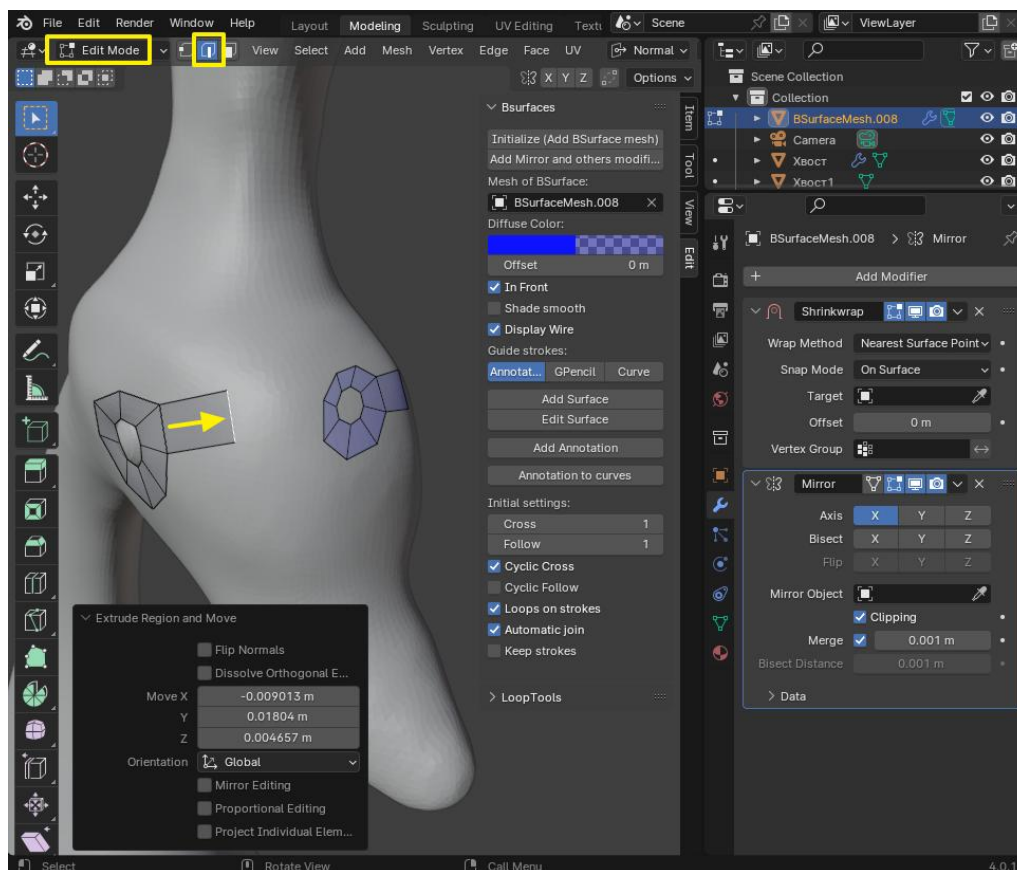 File Edit Render Window Help Layout Modeling Sculpting UV Editing Scene ViewLayer
Edit Mode View Select Add Mesh Vertex Edge Face UV Normal
X Y Z Options
Scene Collection
Collection
BSurfaceMesh.008
Camera
Хвост
Хвост1
Bsurfaces
Initialize (Add BSurface mesh)
Add Mirror and others modifi...
Mesh of BSurface:
BSurfaceMesh.008
Diffuse Color:
Offset 0 m
In Front
Shade smooth
Display Wire
Guide strokes:
Annotat... GPencil Curve
Add Surface
Edit Surface
Add Annotation
Annotation to curves
Initial settings:
Cross 1
Follow 1
Cyclic Cross
Cyclic Follow
Loops on strokes
Automatic join
Keep strokes
LoopTools
Item
Tool
View
Edit
BSurfaceMesh.008 > Mirror
Add Modifier
Shrinkwrap
Wrap Method Nearest Surface Point
Snap Mode On Surface
Target
Offset 0 m
Vertex Group
Mirror
Axis X Y Z
Bisect X Y Z
Flip X Y Z
Mirror Object
Clipping
Merge 0.001 m
Bisect Distance 0.001 m
Data
Extrude Region and Move
Flip Normals
Dissolve Orthogonal E...
Move X -0.009013 m
Y 0.01804 m
Z 0.004657 m
Orientation Global
Mirror Editing
Proportional Editing
Project Individual Elem...
Select Rotate View Call Menu 4.0.1